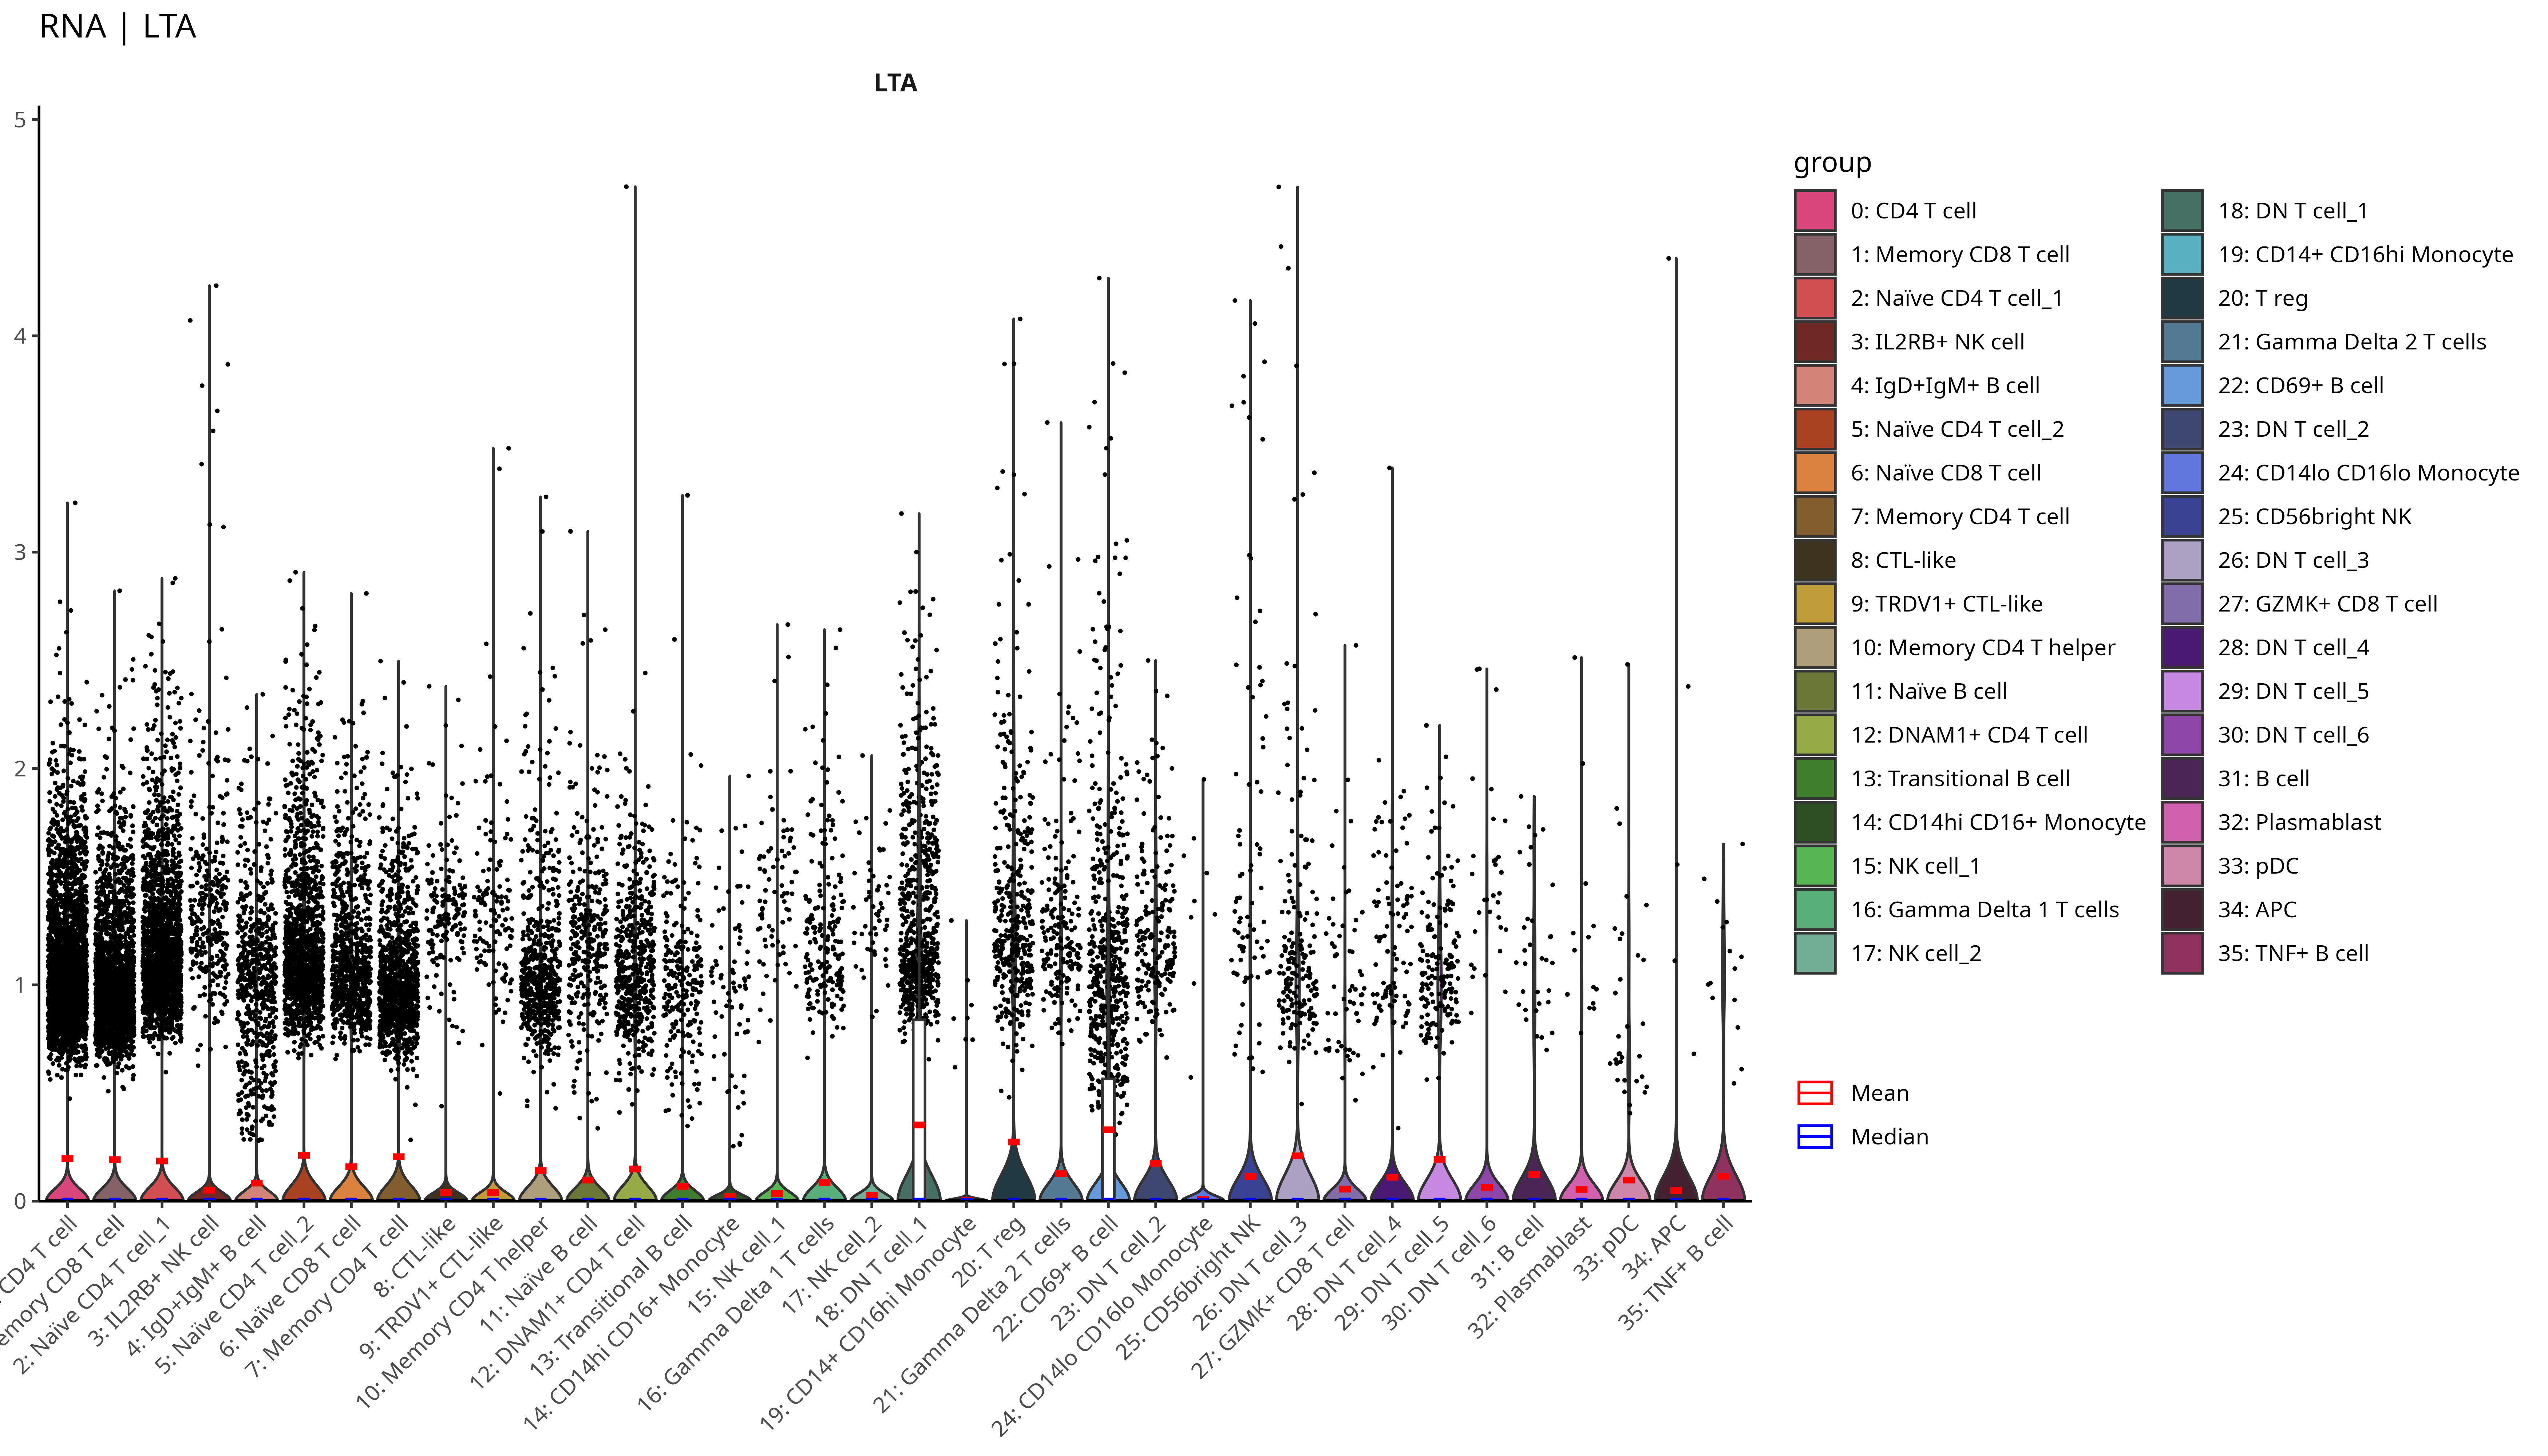 RNA | LTA
LTA
5
4
3
2
1
0
CD4 T cell
Memory CD8 T cell
2: Naïve CD4 T cell_1
3: IL2RB+ NK cell
4: IgD+IgM+ B cell
5: Naïve CD4 T cell_2
6: Naïve CD8 T cell
7: Memory CD4 T cell
8: CTL-like
9: TRDV1+ CTL-like
10: Memory CD4 T helper
11: Naïve B cell
12: DNAM1+ CD4 T cell
13: Transitional B cell
14: CD14hi CD16+ Monocyte
15: NK cell_1
16: Gamma Delta 1 T cells
17: NK cell_2
18: DN T cell_1
19: CD14+ CD16hi Monocyte
20: T reg
21: Gamma Delta 2 T cells
22: CD69+ B cell
23: DN T cell_2
24: CD14lo CD16lo Monocyte
25: CD56bright NK
26: DN T cell_3
27: GZMK+ CD8 T cell
28: DN T cell_4
29: DN T cell_5
30: DN T cell_6
31: B cell
32: Plasmablast
33: pDC
34: APC
35: TNF+ B cell
group
0: CD4 T cell
1: Memory CD8 T cell
2: Naïve CD4 T cell_1
3: IL2RB+ NK cell
4: IgD+IgM+ B cell
5: Naïve CD4 T cell_2
6: Naïve CD8 T cell
7: Memory CD4 T cell
8: CTL-like
9: TRDV1+ CTL-like
10: Memory CD4 T helper
11: Naïve B cell
12: DNAM1+ CD4 T cell
13: Transitional B cell
14: CD14hi CD16+ Monocyte
15: NK cell_1
16: Gamma Delta 1 T cells
17: NK cell_2
18: DN T cell_1
19: CD14+ CD16hi Monocyte
20: T reg
21: Gamma Delta 2 T cells
22: CD69+ B cell
23: DN T cell_2
24: CD14lo CD16lo Monocyte
25: CD56bright NK
26: DN T cell_3
27: GZMK+ CD8 T cell
28: DN T cell_4
29: DN T cell_5
30: DN T cell_6
31: B cell
32: Plasmablast
33: pDC
34: APC
35: TNF+ B cell
Mean
Median